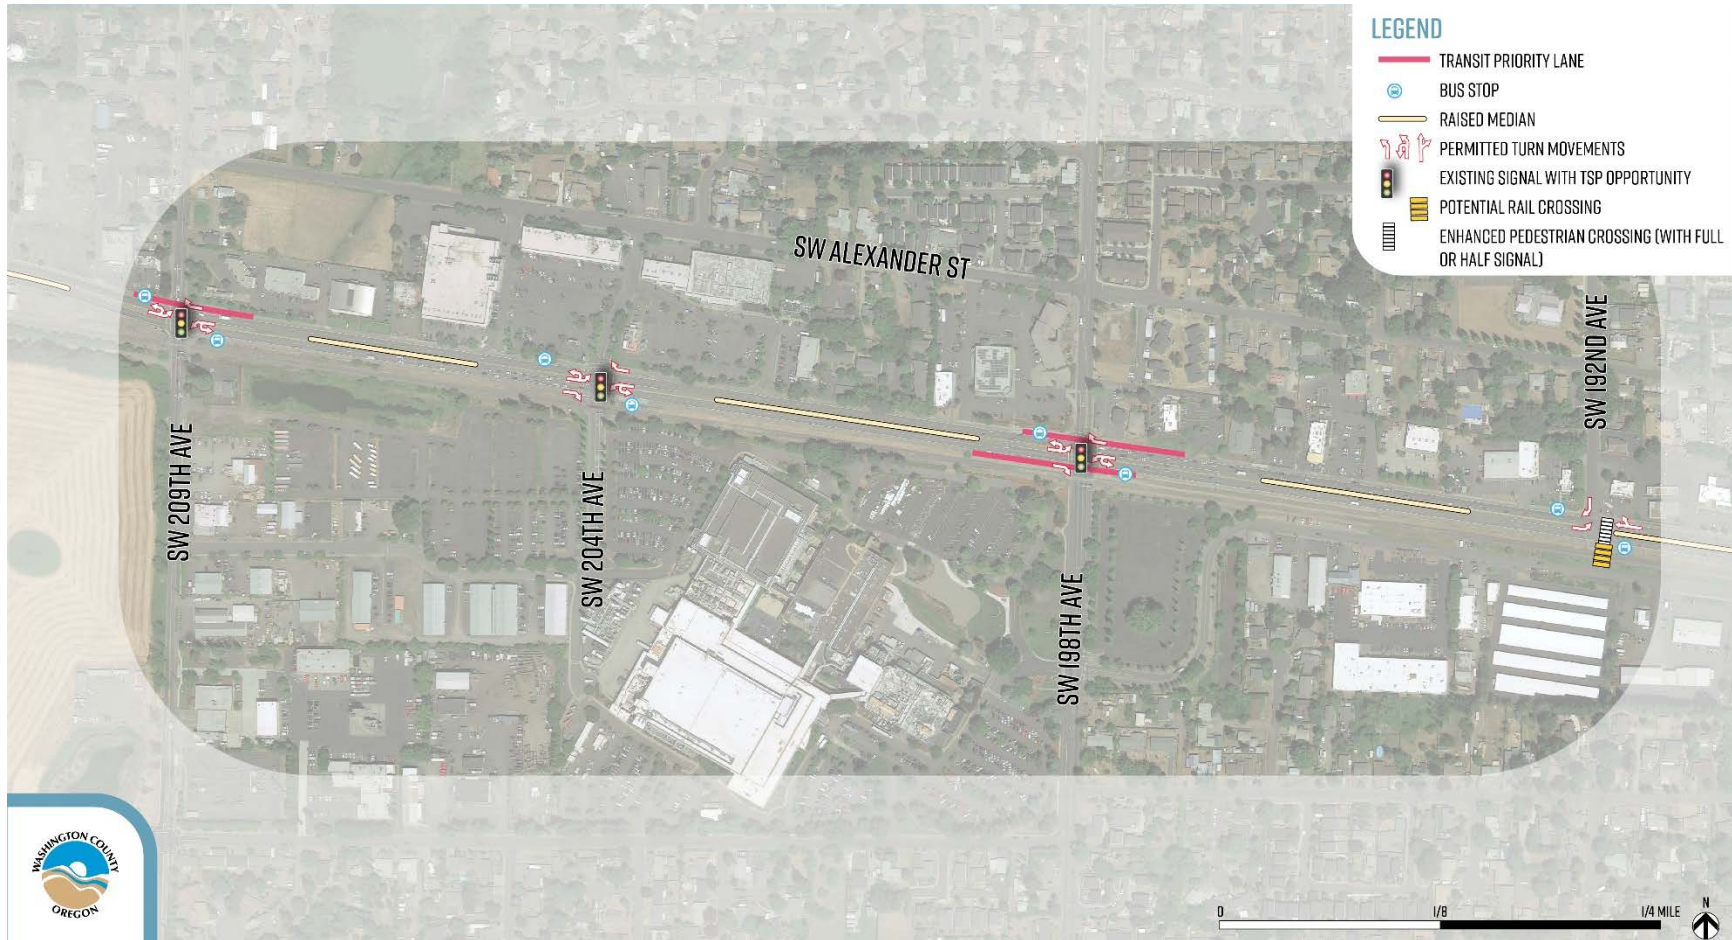 LEGEND
TRANSIT PRIORITY LANE
BUS STOP
RAISED MEDIAN
PERMITTED TURN MOVEMENTS
EXISTING SIGNAL WITH TSP OPPORTUNITY
POTENTIAL RAIL CROSSING
ENHANCED PEDESTRIAN CROSSING (WITH FULL
OR HALF SIGNAL)
SW ALEXANDER ST
SW 192ND AVE
SW 209TH AVE
SW 204TH AVE
SW 198TH AVE
WASHINGTON COUNTY
OREGON
0 1/8 1/4 MILE
N